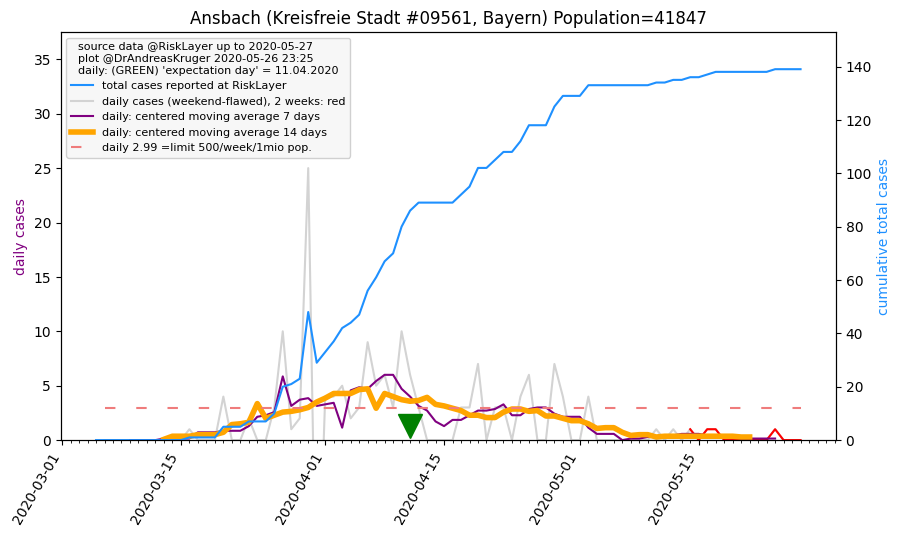 Ansbach (Kreisfreie Stadt #09561, Bayern) Population=41847
source data @RiskLayer up to 2020-05-27
plot @DrAndreasKruger 2020-05-26 23:25
daily: (GREEN) 'expectation day' = 11.04.2020
total cases reported at RiskLayer
daily cases (weekend-flawed), 2 weeks: red
daily: centered moving average 7 days
daily: centered moving average 14 days
daily 2.99 =limit 500/week/1mio pop.
daily cases
35
30
25
20
15
10
5
0
cumulative total cases
140
120
100
80
60
40
20
0
2020-03-01
2020-03-15
2020-04-01
2020-04-15
2020-05-01
2020-05-15